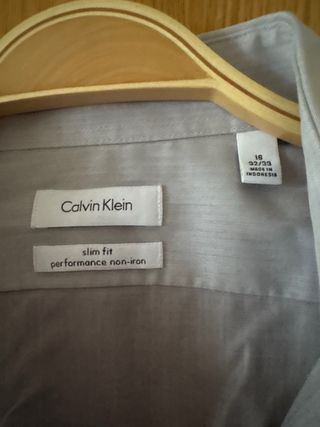 16
32/33
MADE IN
INDONESIA
Calvin Klein
slim fit
performance non-iron